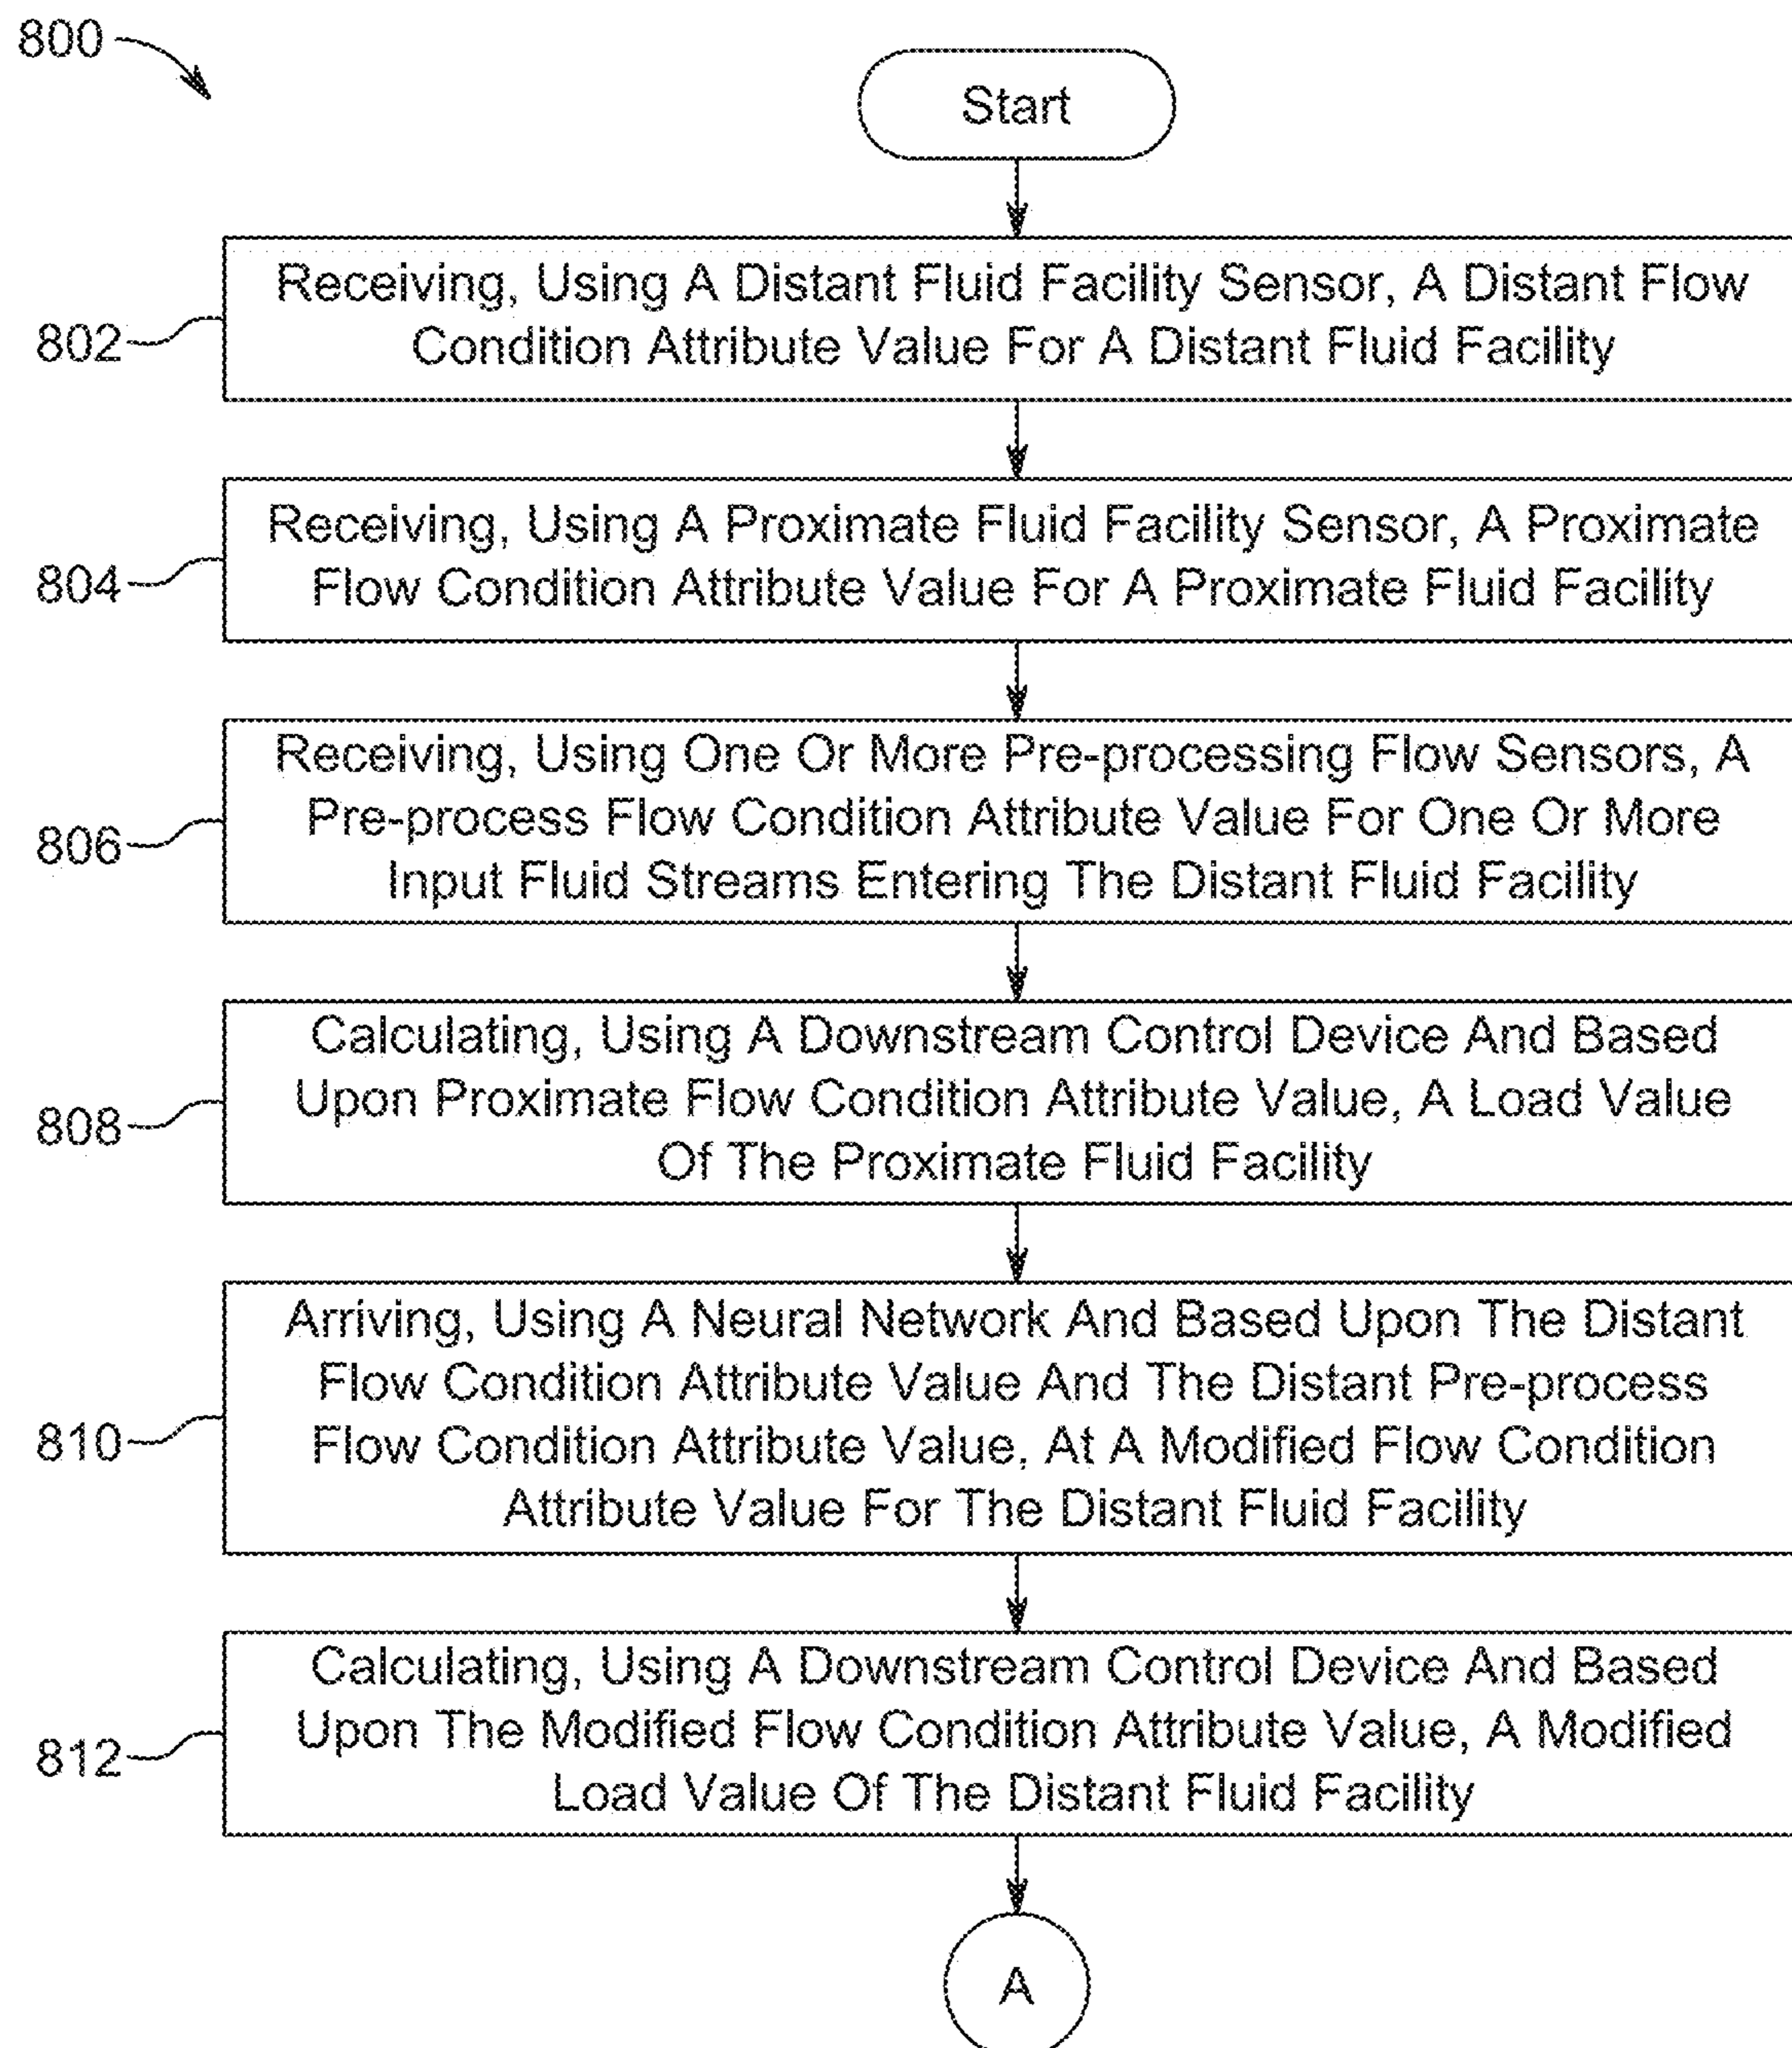 800
Start
802
Receiving, Using A Distant Fluid Facility Sensor, A Distant Flow
Condition Attribute Value For A Distant Fluid Facility
804
Receiving, Using A Proximate Fluid Facility Sensor, A Proximate
Flow Condition Attribute Value For A Proximate Fluid Facility
806
Receiving, Using One Or More Pre-processing Flow Sensors, A
Pre-process Flow Condition Attribute Value For One Or More
Input Fluid Streams Entering The Distant Fluid Facility
808
Calculating, Using A Downstream Control Device And Based
Upon Proximate Flow Condition Attribute Value, A Load Value
Of The Proximate Fluid Facility
810
Arriving, Using A Neural Network And Based Upon The Distant
Flow Condition Attribute Value And The Distant Pre-process
Flow Condition Attribute Value, At A Modified Flow Condition
Attribute Value For The Distant Fluid Facility
812
Calculating, Using A Downstream Control Device And Based
Upon The Modified Flow Condition Attribute Value, A Modified
Load Value Of The Distant Fluid Facility
A